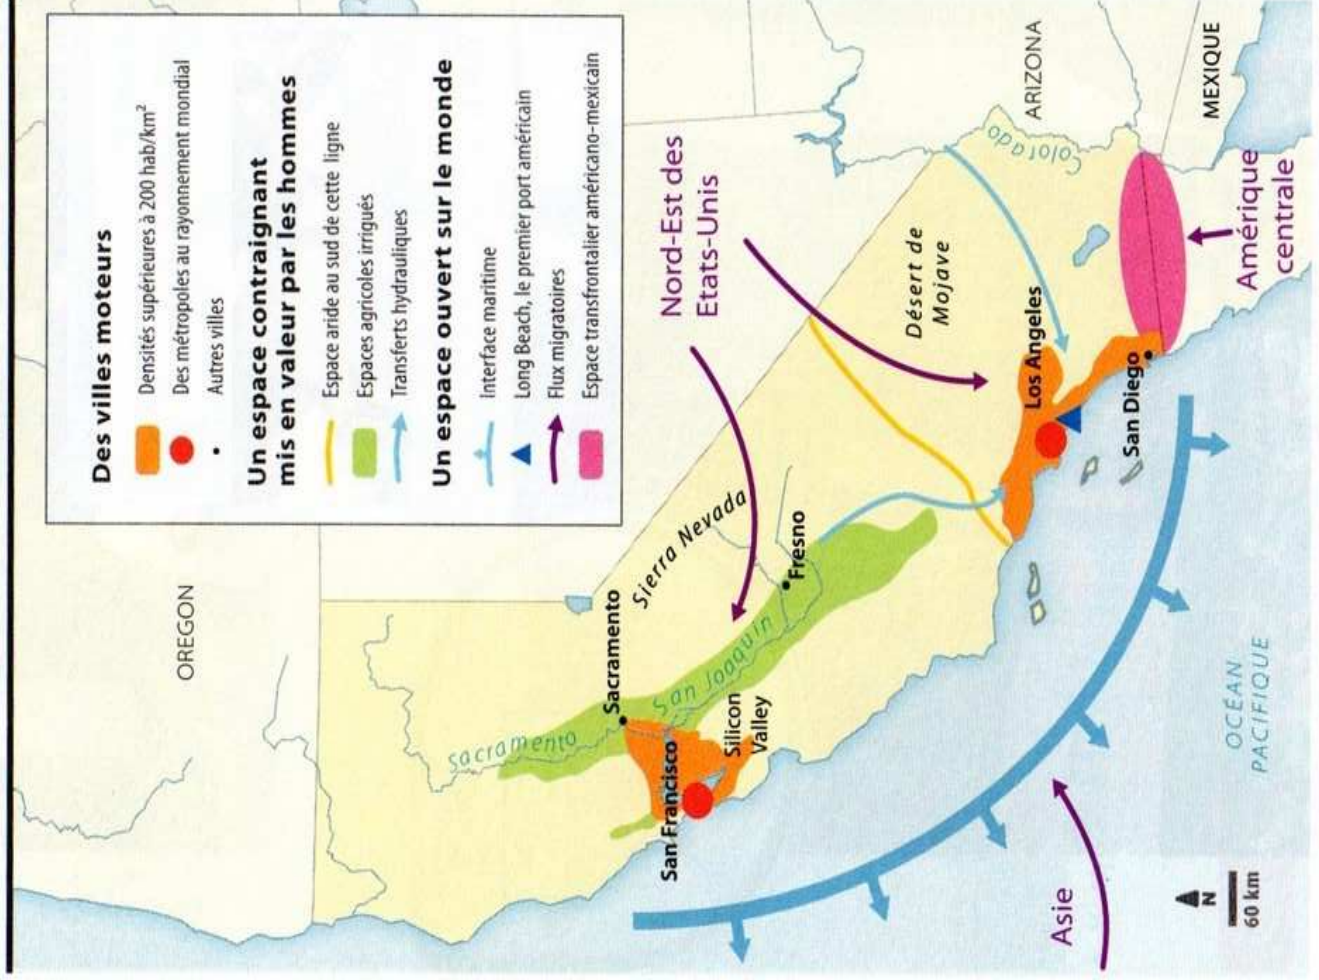 Des villes moteurs
Densités supérieures à 200 hab/km²
Des métropoles au rayonnement mondial
Autres villes
Un espace contraignant
mis en valeur par les hommes
Espace aride au sud de cette ligne
Espaces agricoles irrigués
Transferts hydrauliques
Un espace ouvert sur le monde
Interface maritime
Long Beach, le premier port américain
Flux migratoires
Espace transfrontalier américano-mexicain
OREGON
Sacramento
Sacramento
San Francisco
Silicon
Valley
San Joaquin
Sierra Nevada
Fresno
Nord-Est des
Etats-Unis
Désert de
Mojave
Los Angeles
San Diego
Colorado
ARIZONA
MEXIQUE
Amérique
centrale
Asie
OCÉAN
PACIFIQUE
N
60 km